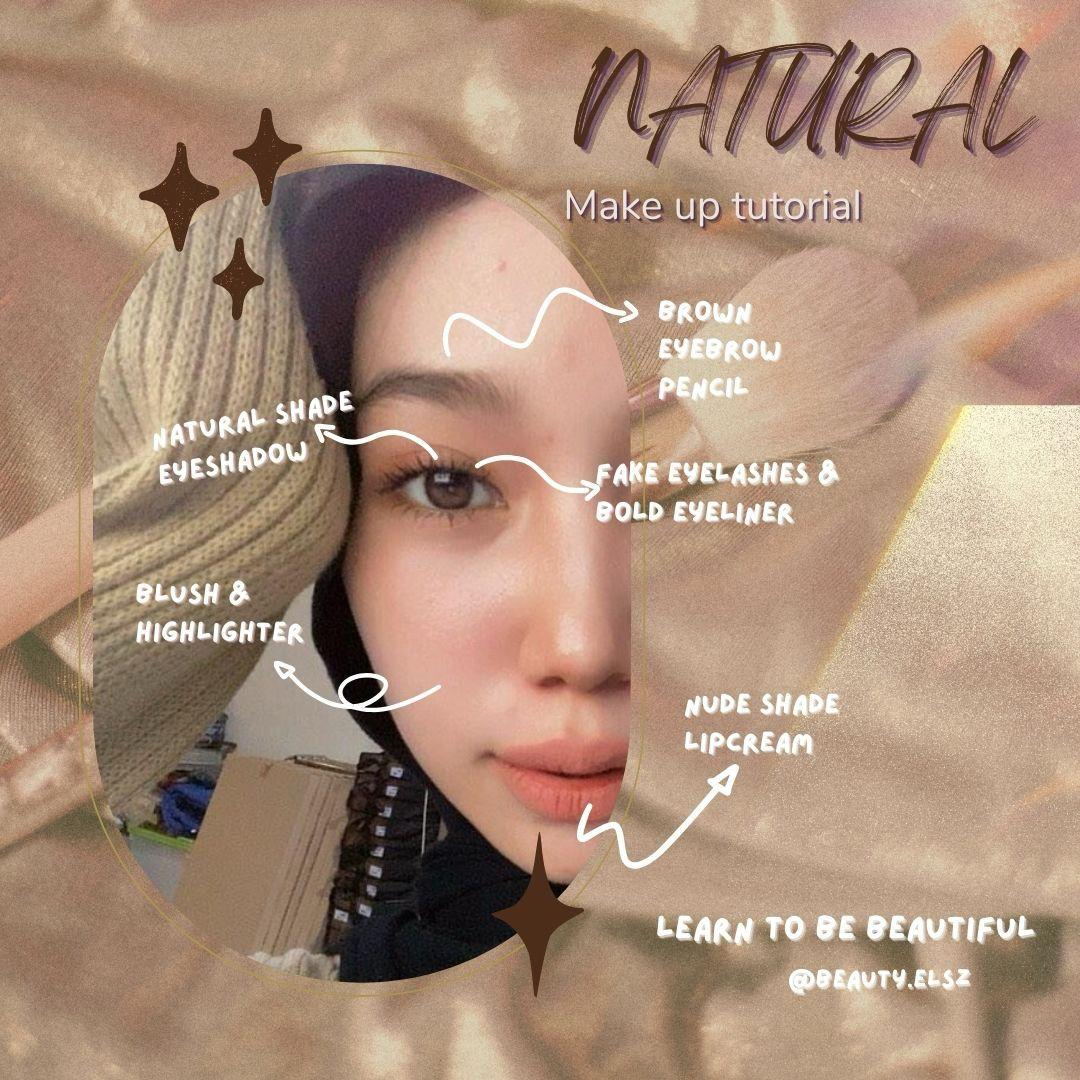 NATURAL
Make up tutorial
BROWN
EYEBROW
PENCIL
NATURAL SHADE
EYESHADOW
FAKE EYELASHES &
BOLD EYELINER
BLUSH &
HIGHLIGHTER
NUDE SHADE
LIPCREAM
LEARN TO BE BEAUTIFUL
@BEAUTY.ELSZ